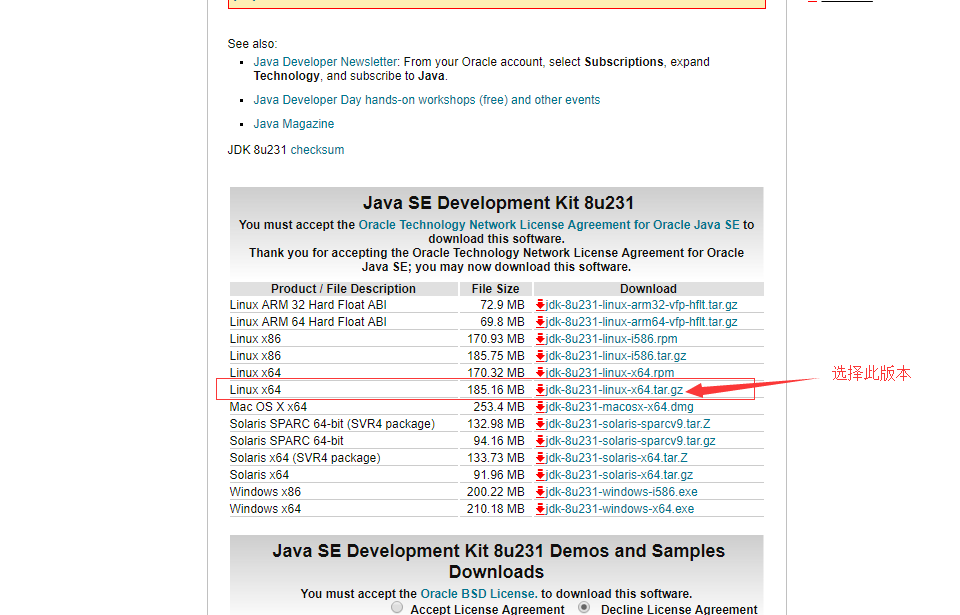 See also:
Java Developer Newsletter: From your Oracle account, select Subscriptions, expand
Technology, and subscribe to Java.
Java Developer Day hands-on workshops (free) and other events
Java Magazine
JDK 8u231 checksum
Java SE Development Kit 8u231
You must accept the Oracle Technology Network License Agreement for Oracle Java SE to
download this software.
Thank you for accepting the Oracle Technology Network License Agreement for Oracle
Java SE; you may now download this software.
Product / File Description File Size Download
Linux ARM 32 Hard Float ABI 72.9 MB jdk-8u231-linux-arm32-vfp-hflt.tar.gz
Linux ARM 64 Hard Float ABI 69.8 MB jdk-8u231-linux-arm64-vfp-hflt.tar.gz
Linux x86 170.93 MB jdk-8u231-linux-i586.rpm
Linux x86 185.75 MB jdk-8u231-linux-i586.tar.gz
Linux x64 170.32 MB jdk-8u231-linux-x64.rpm
Linux x64 185.16 MB jdk-8u231-linux-x64.tar.gz 选择此版本
Mac OS X x64 253.4 MB jdk-8u231-macosx-x64.dmg
Solaris SPARC 64-bit (SVR4 package) 132.98 MB jdk-8u231-solaris-sparcv9.tar.Z
Solaris SPARC 64-bit 94.16 MB jdk-8u231-solaris-sparcv9.tar.gz
Solaris x64 (SVR4 package) 133.73 MB jdk-8u231-solaris-x64.tar.Z
Solaris x64 91.96 MB jdk-8u231-solaris-x64.tar.gz
Windows x86 200.22 MB jdk-8u231-windows-i586.exe
Windows x64 210.18 MB jdk-8u231-windows-x64.exe
Java SE Development Kit 8u231 Demos and Samples
Downloads
You must accept the Oracle BSD License. to download this software.
Accept License Agreement Decline License Agreement